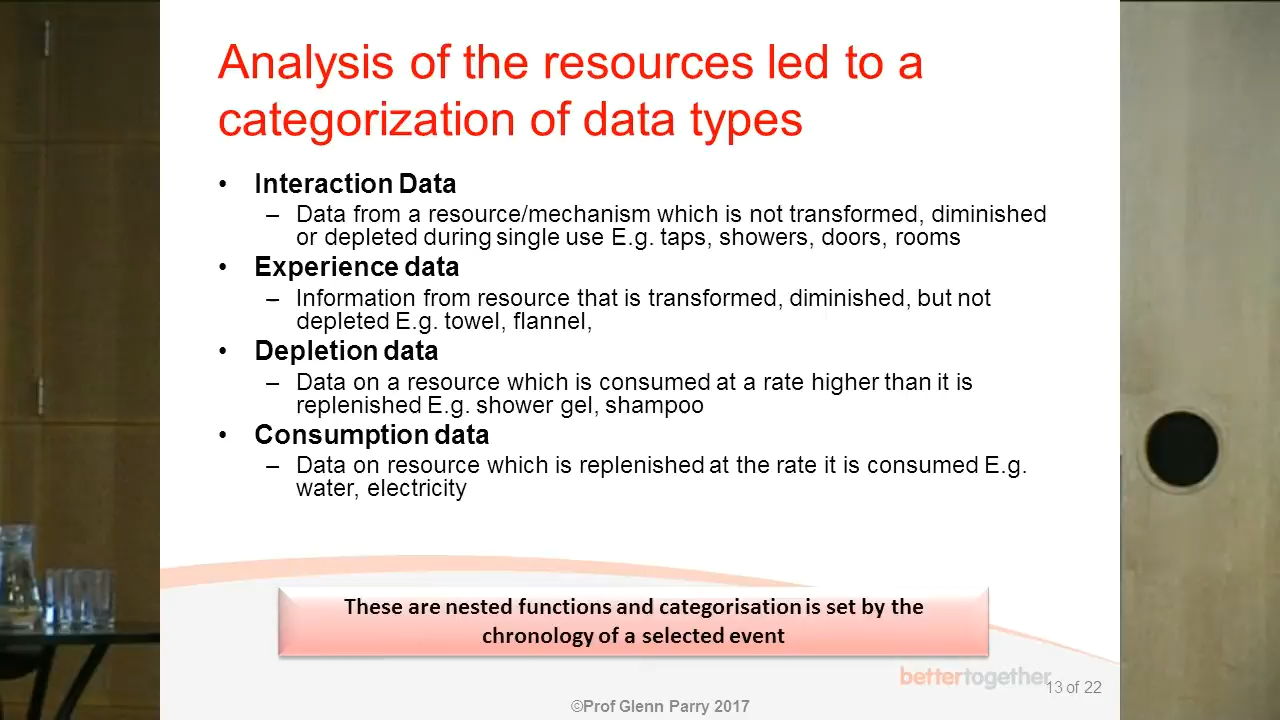 Analysis of the resources led to a
categorization of data types
• Interaction Data
– Data from a resource/mechanism which is not transformed, diminished
or depleted during single use E.g. taps, showers, doors, rooms
• Experience data
– Information from resource that is transformed, diminished, but not
depleted E.g. towel, flannel,
• Depletion data
– Data on a resource which is consumed at a rate higher than it is
replenished E.g. shower gel, shampoo
• Consumption data
– Data on resource which is replenished at the rate it is consumed E.g.
water, electricity
These are nested functions and categorisation is set by the
chronology of a selected event
bettertogether
13 of 22
©Prof Glenn Parry 2017